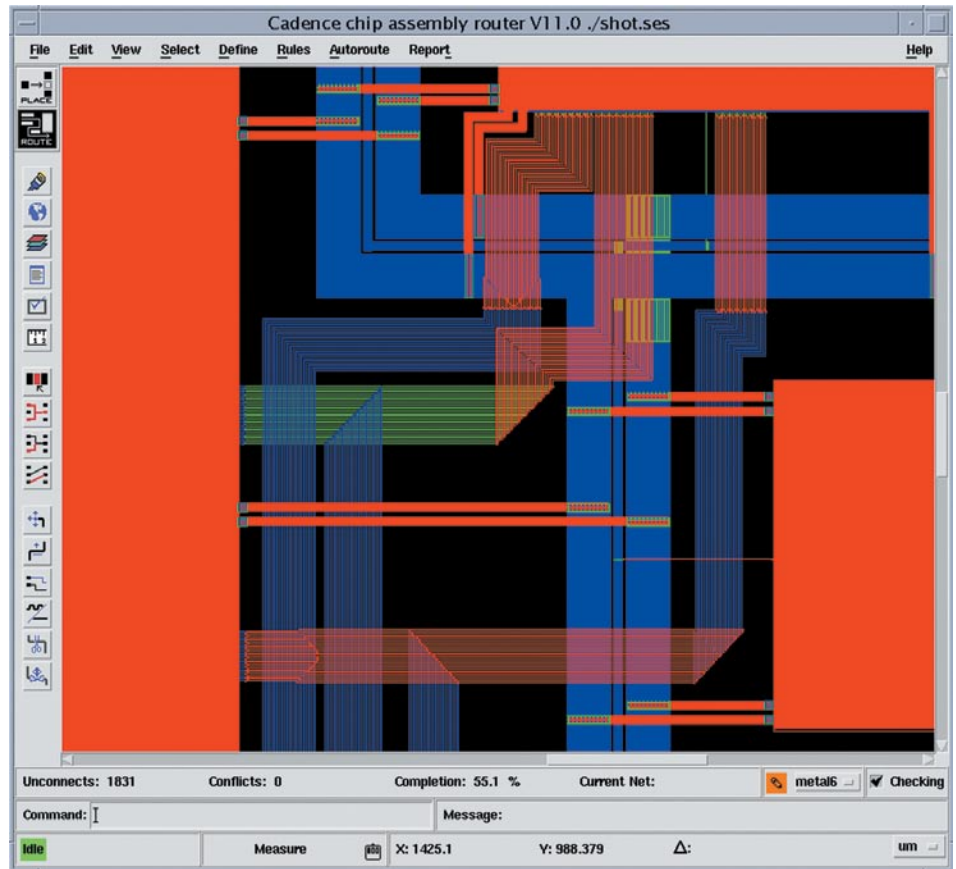 Cadence chip assembly router V11.0 ./shot.ses
File Edit View Select Define Rules Autoroute Report Help
PLACE
ROUTE
Unconnects: 1831 Conflicts: 0 Completion: 55.1 % Current Net: metal6 Checking
Command: Message:
Idle Measure X: 1425.1 Y: 988.379 Δ: um